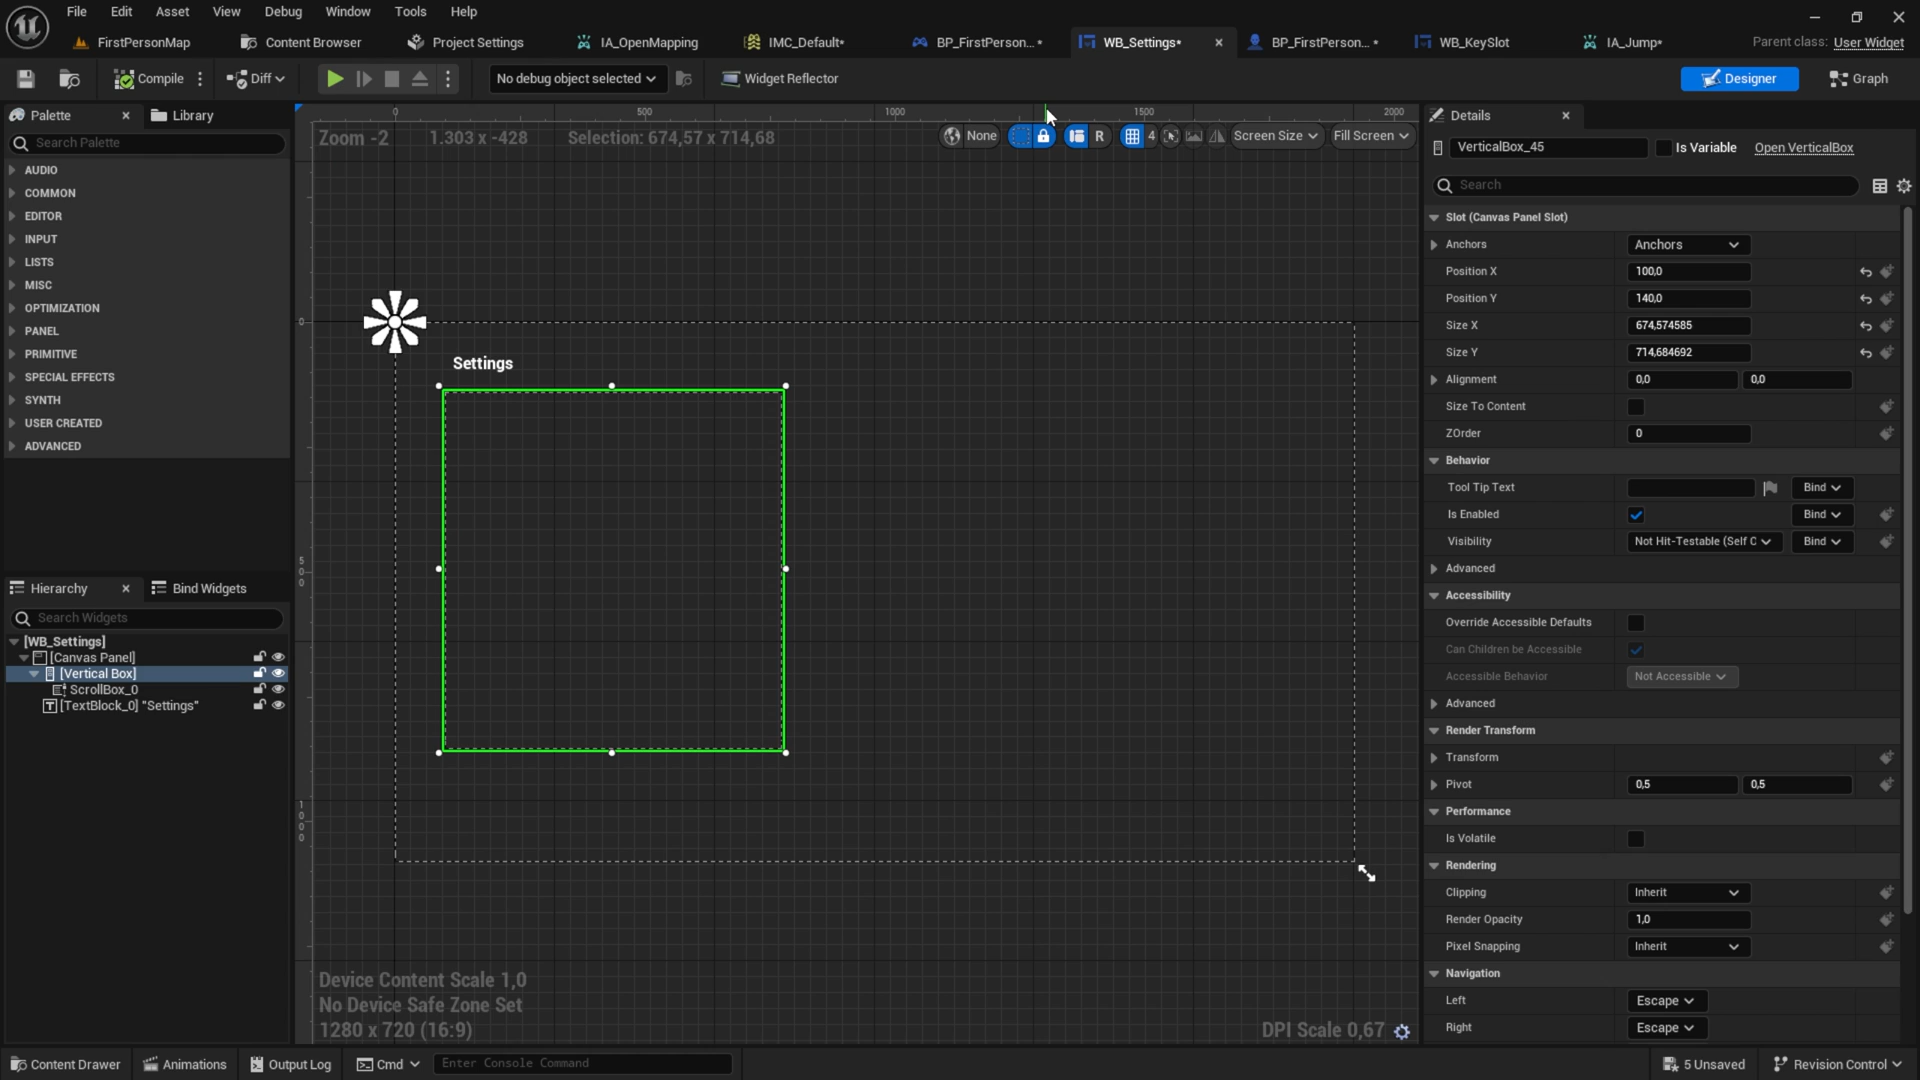 File Edit Asset View Debug Window Tools Help
FirstPersonMap Content Browser Project Settings IA_OpenMapping IMC_Default* BP_FirstPerson...* WB_Settings* BP_FirstPerson...* WB_KeySlot IA_Jump* Parent class: User Widget
Compile Diff No debug object selected Widget Reflector Designer Graph
Palette Library
Search Palette
AUDIO
COMMON
EDITOR
INPUT
LISTS
MISC
OPTIMIZATION
PANEL
PRIMITIVE
SPECIAL EFFECTS
SYNTH
USER CREATED
ADVANCED
Hierarchy Bind Widgets
Search Widgets
[WB_Settings]
[Canvas Panel]
[Vertical Box]
ScrollBox_0
[TextBlock_0] "Settings"
0 500 1000 1500 2000
Zoom -2 1.303 x -428 Selection: 674,57 x 714,68
None R 4 Screen Size Fill Screen
0
Settings
5
0
0
1
0
0
0
Device Content Scale 1,0
No Device Safe Zone Set
1280 x 720 (16:9)
DPI Scale 0,67
Details
VerticalBox_45 Is Variable Open VerticalBox
Search
Slot (Canvas Panel Slot)
Anchors Anchors
Position X 100,0
Position Y 140,0
Size X 674,574585
Size Y 714,684692
Alignment 0,0 0,0
Size To Content
ZOrder 0
Behavior
Tool Tip Text Bind
Is Enabled Bind
Visibility Not Hit-Testable (Self C Bind
Advanced
Accessibility
Override Accessible Defaults
Can Children be Accessible
Accessible Behavior Not Accessible
Advanced
Render Transform
Transform
Pivot 0,5 0,5
Performance
Is Volatile
Rendering
Clipping Inherit
Render Opacity 1,0
Pixel Snapping Inherit
Navigation
Left Escape
Right Escape
Content Drawer Animations Output Log Cmd Enter Console Command 5 Unsaved Revision Control